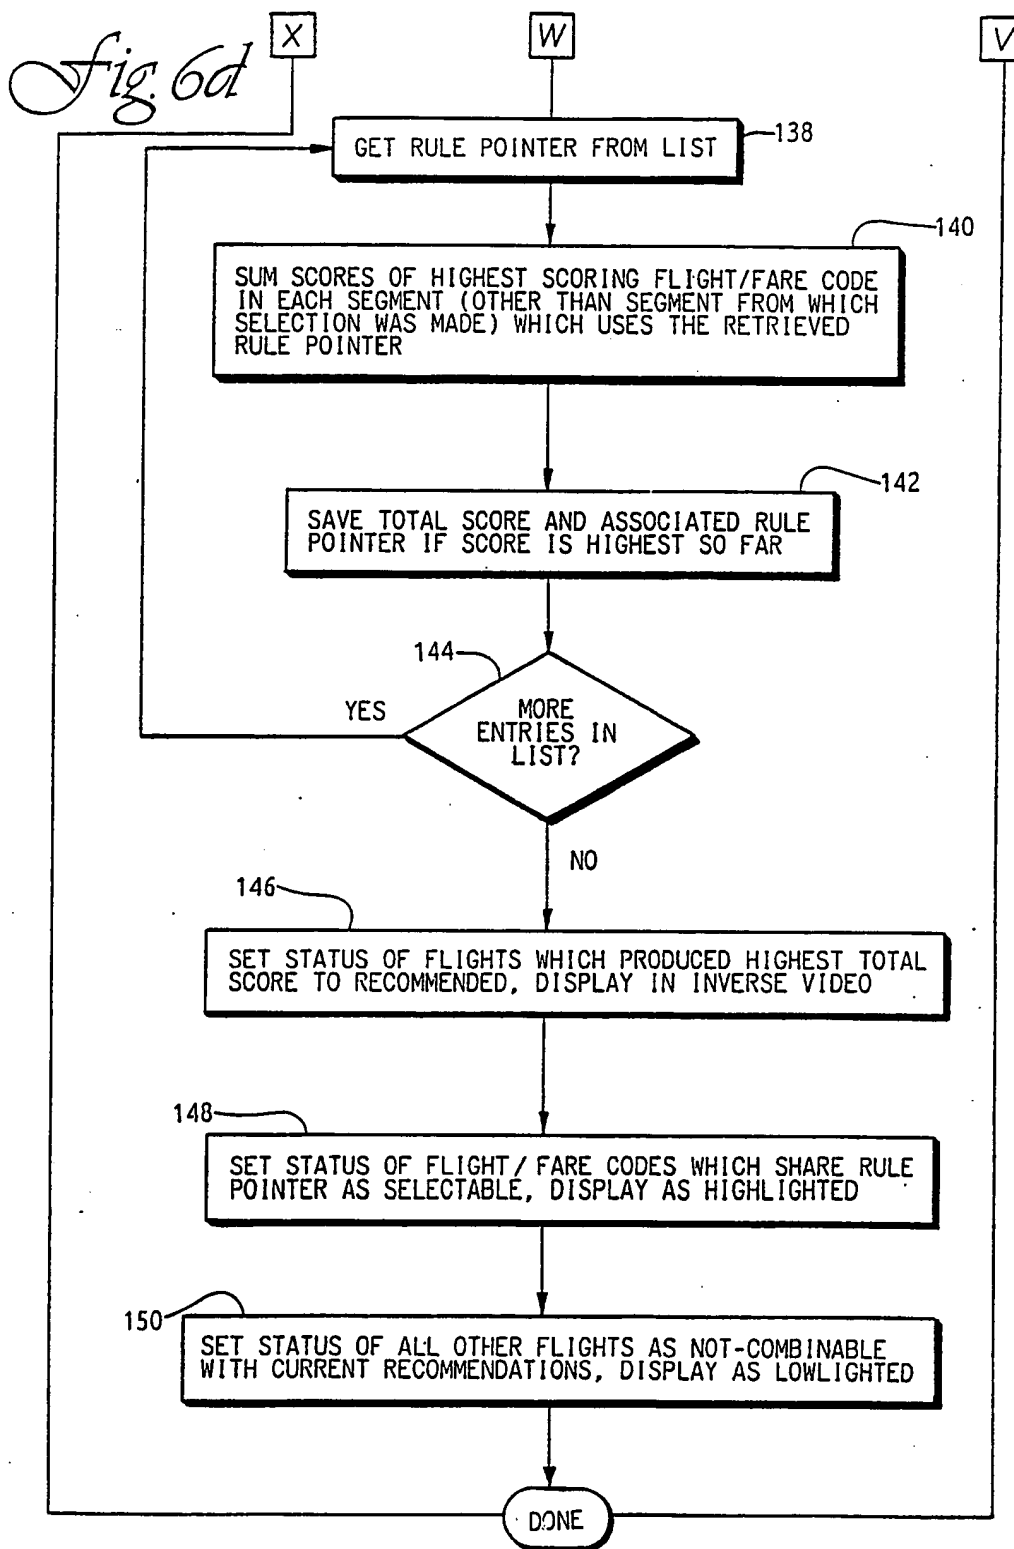 Fig. 6d
X
W
V
GET RULE POINTER FROM LIST
138
140
SUM SCORES OF HIGHEST SCORING FLIGHT/FARE CODE
IN EACH SEGMENT (OTHER THAN SEGMENT FROM WHICH
SELECTION WAS MADE) WHICH USES THE RETRIEVED
RULE POINTER
142
SAVE TOTAL SCORE AND ASSOCIATED RULE
POINTER IF SCORE IS HIGHEST SO FAR
144
YES
MORE
ENTRIES IN
LIST?
NO
146
SET STATUS OF FLIGHTS WHICH PRODUCED HIGHEST TOTAL
SCORE TO RECOMMENDED, DISPLAY IN INVERSE VIDEO
148
SET STATUS OF FLIGHT/FARE CODES WHICH SHARE RULE
POINTER AS SELECTABLE, DISPLAY AS HIGHLIGHTED
150
SET STATUS OF ALL OTHER FLIGHTS AS NOT-COMBINABLE
WITH CURRENT RECOMMENDATIONS, DISPLAY AS LOWLIGHTED
DONE